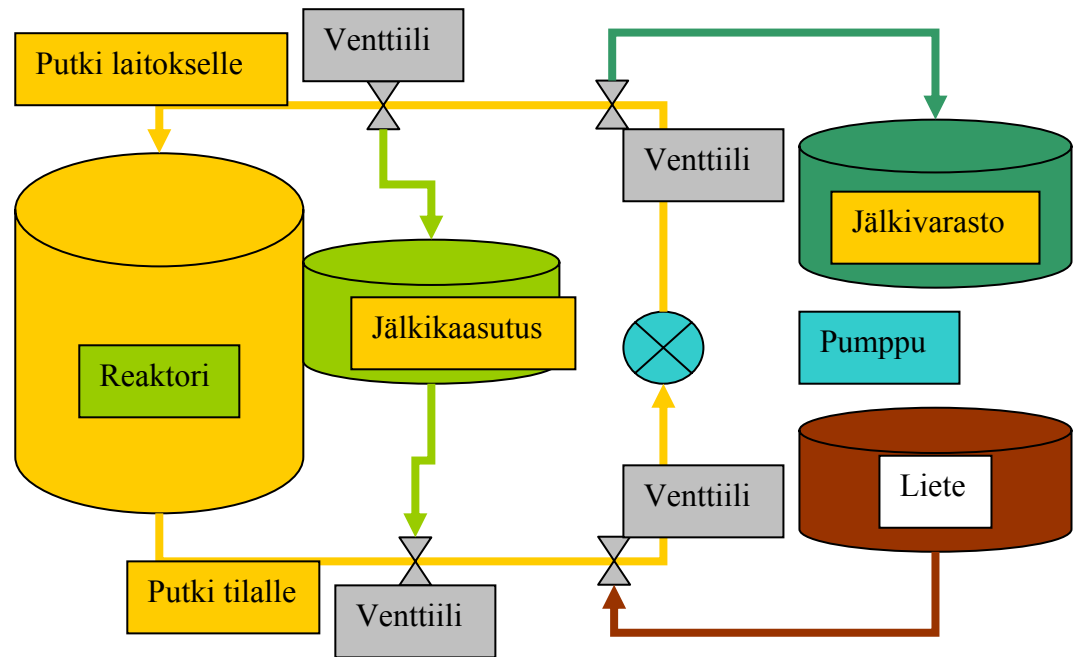 Venttiili
Putki laitokselle
Venttiili
Jälkivarasto
Jälkikaasutus
Pumppu
Reaktori
Venttiili
Liete
Putki tilalle
Venttiili